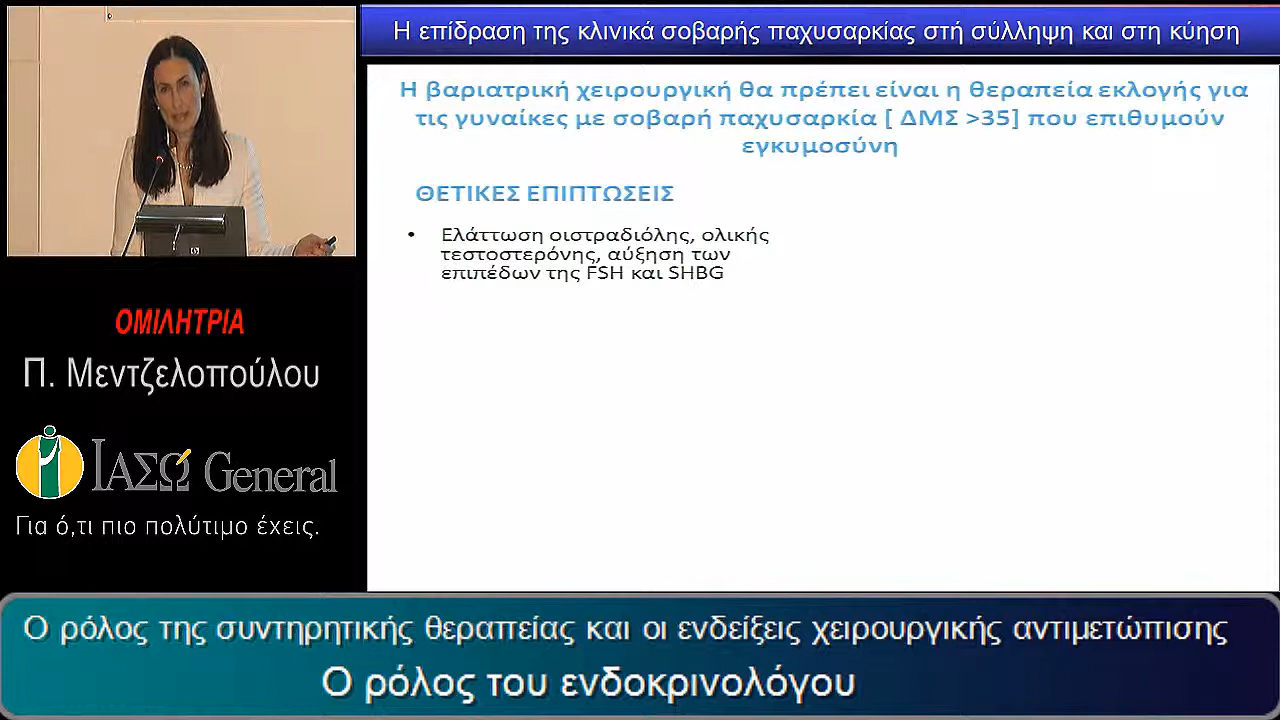 Η επίδραση της κλινικά σοβαρής παχυσαρκίας στή σύλληψη και στη κύηση
Η βαριατρική χειρουργική θα πρέπει είναι η θεραπεία εκλογής για
τις γυναίκες με σοβαρή παχυσαρκία [ ΔΜΣ >35] που επιθυμούν
εγκυμοσύνη
ΘΕΤΙΚΕΣ ΕΠΙΠΤΩΣΕΙΣ
• Ελάττωση οιστραδιόλης, ολικής
τεστοστερόνης, αύξηση των
επιπέδων της FSH και SHBG
ΟΜΙΛΗΤΡΙΑ
Π. Μεντζελοπούλου
ΙΑΣΩ General
Για ό,τι πιο πολύτιμο έχεις.
Ο ρόλος της συντηρητικής θεραπείας και οι ενδείξεις χειρουργικής αντιμετώπισης
Ο ρόλος του ενδοκρινολόγου
hp